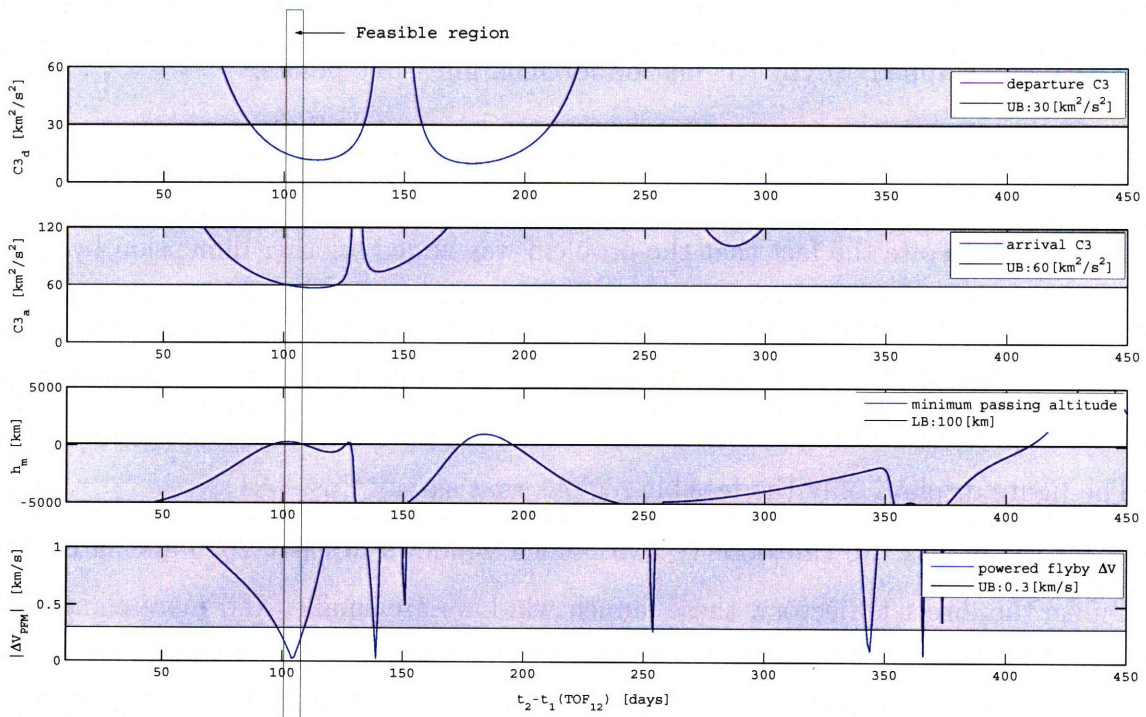 Feasible region
C3_d [km²/s²]
60
30
0
departure C3
UB:30[km²/s²]
50 100 150 200 250 300 350 400 450
C3_a [km²/s²]
120
60
0
arrival C3
UB:60[km²/s²]
50 100 150 200 250 300 350 400 450
h_m [km]
5000
0
-5000
minimum passing altitude
LB:100[km]
50 100 150 200 250 300 350 400 450
|ΔV_PFM| [km/s]
1
0.5
0
powered flyby ΔV
UB:0.3[km/s]
50 100 150 200 250 300 350 400 450
t_2-t_1(TOF_12) [days]